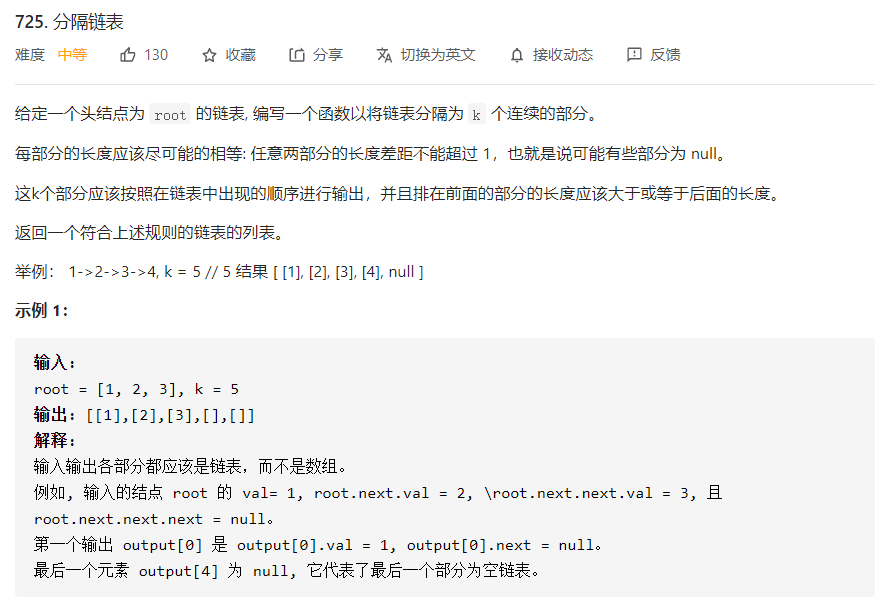 725. 分隔链表
难度 中等 130 收藏 分享 切换为英文 接收动态 反馈
给定一个头结点为 root 的链表, 编写一个函数以将链表分隔为 k 个连续的部分。
每部分的长度应该尽可能的相等: 任意两部分的长度差距不能超过 1，也就是说可能有些部分为 null。
这k个部分应该按照在链表中出现的顺序进行输出，并且排在前面的部分的长度应该大于或等于后面的长度。
返回一个符合上述规则的链表的列表。
举例： 1->2->3->4, k = 5 // 5 结果 [ [1], [2], [3], [4], null ]
示例 1：
输入：
root = [1, 2, 3], k = 5
输出：[[1],[2],[3],[],[]]
解释：
输入输出各部分都应该是链表，而不是数组。
例如, 输入的结点 root 的 val= 1, root.next.val = 2, \root.next.next.val = 3, 且
root.next.next.next = null。
第一个输出 output[0] 是 output[0].val = 1, output[0].next = null。
最后一个元素 output[4] 为 null, 它代表了最后一个部分为空链表。